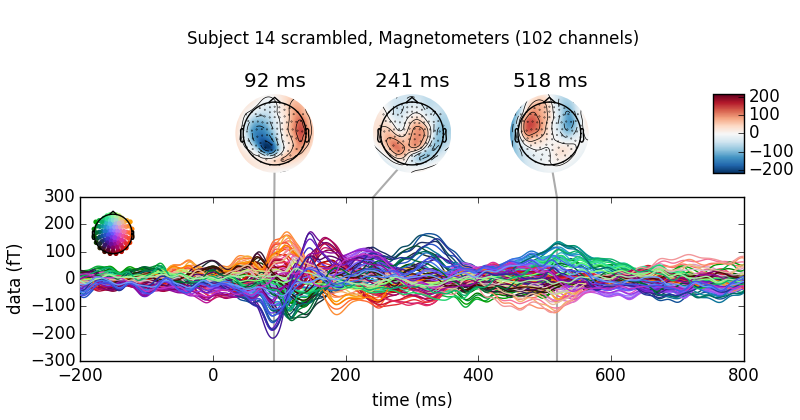 Subject 14 scrambled, Magnetometers (102 channels)
92 ms 241 ms 518 ms
200
100
0
−100
−200
300
200
100
0
−100
−200
−300
data (fT)
−200 0 200 400 600 800
time (ms)